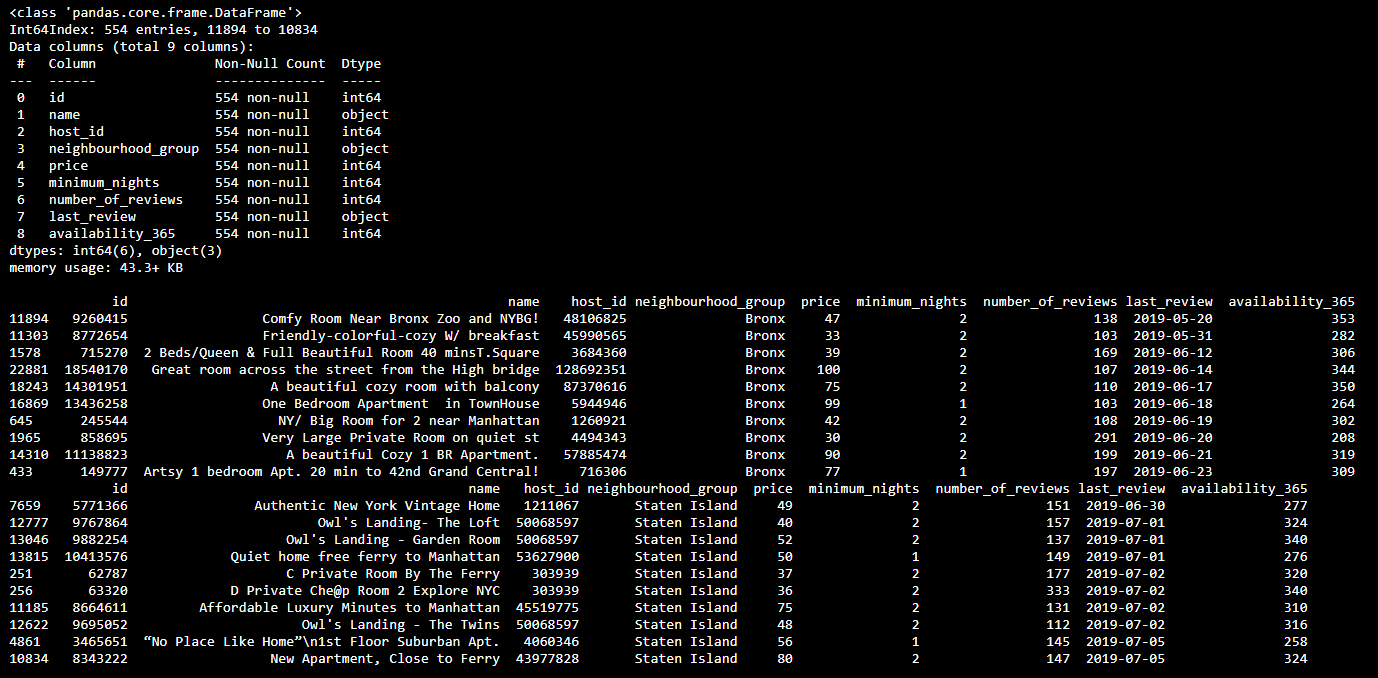 <class 'pandas.core.frame.DataFrame'>
Int64Index: 554 entries, 11894 to 10834
Data columns (total 9 columns):
 #   Column               Non-Null Count  Dtype
---  ------               --------------  -----
 0   id                   554 non-null    int64
 1   name                 554 non-null    object
 2   host_id              554 non-null    int64
 3   neighbourhood_group  554 non-null    object
 4   price                554 non-null    int64
 5   minimum_nights       554 non-null    int64
 6   number_of_reviews    554 non-null    int64
 7   last_review          554 non-null    object
 8   availability_365     554 non-null    int64
dtypes: int64(6), object(3)
memory usage: 43.3+ KB
id name host_id neighbourhood_group price minimum_nights number_of_reviews last_review availability_365
11894 9260415 Comfy Room Near Bronx Zoo and NYBG! 48106825 Bronx 47 2 138 2019-05-20 353
11303 8772654 Friendly-colorful-cozy W/ breakfast 45990565 Bronx 33 2 103 2019-05-31 282
1578 715270 2 Beds/Queen & Full Beautiful Room 40 minsT.Square 3684360 Bronx 39 2 169 2019-06-12 306
22881 18540170 Great room across the street from the High bridge 128692351 Bronx 100 2 107 2019-06-14 344
18243 14301951 A beautiful cozy room with balcony 87370616 Bronx 75 2 110 2019-06-17 350
16869 13436258 One Bedroom Apartment  in TownHouse 5944946 Bronx 99 1 103 2019-06-18 264
645 245544 NY/ Big Room for 2 near Manhattan 1260921 Bronx 42 2 108 2019-06-19 302
1965 858695 Very Large Private Room on quiet st 4494343 Bronx 30 2 291 2019-06-20 208
14310 11138823 A beautiful Cozy 1 BR Apartment. 57885474 Bronx 90 2 199 2019-06-21 319
433 149777 Artsy 1 bedroom Apt. 20 min to 42nd Grand Central! 716306 Bronx 77 1 197 2019-06-23 309
id name host_id neighbourhood_group price minimum_nights number_of_reviews last_review availability_365
7659 5771366 Authentic New York Vintage Home 1211067 Staten Island 49 2 151 2019-06-30 277
12777 9767864 Owl's Landing- The Loft 50068597 Staten Island 40 2 157 2019-07-01 324
13046 9882254 Owl's Landing - Garden Room 50068597 Staten Island 52 2 137 2019-07-01 340
13815 10413576 Quiet home free ferry to Manhattan 53627900 Staten Island 50 1 149 2019-07-01 276
251 62787 C Private Room By The Ferry 303939 Staten Island 37 2 177 2019-07-02 320
256 63320 D Private Che@p Room 2 Explore NYC 303939 Staten Island 36 2 333 2019-07-02 340
11185 8664611 Affordable Luxury Minutes to Manhattan 45519775 Staten Island 75 2 131 2019-07-02 310
12622 9695052 Owl's Landing - The Twins 50068597 Staten Island 48 2 112 2019-07-02 316
4861 3465651 “No Place Like Home”\n1st Floor Suburban Apt. 4060346 Staten Island 56 1 145 2019-07-05 258
10834 8343222 New Apartment, Close to Ferry 43977828 Staten Island 80 2 147 2019-07-05 324